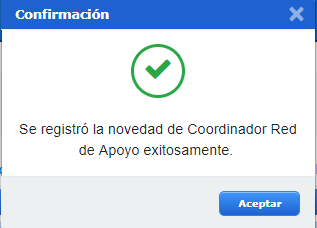 Confirmación
Se registró la novedad de Coordinador Red
de Apoyo exitosamente.
Aceptar